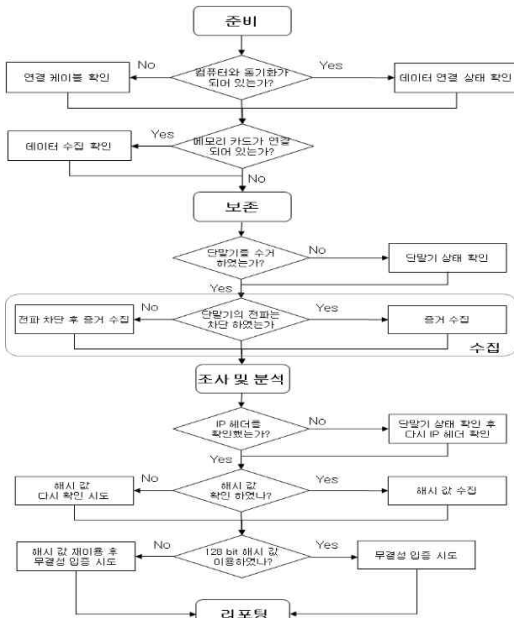 준비
컴퓨터와 동기화가
되어 있는가?
No
Yes
연결 케이블 확인
데이터 연결 상태 확인
메모리 카드가 연결
되어 있는가?
Yes
No
데이터 수집 확인
보존
단말기를 수거
하였는가?
No
Yes
단말기 상태 확인
단말기의 전파는
차단 하였는가
No
Yes
전파 차단 후 증거 수집
증거 수집
수집
조사 및 분석
IP 헤더를
확인했는가?
No
Yes
단말기 상태 확인 후
다시 IP 헤더 확인
해시 값
확인 하였나?
No
Yes
해시 값
다시 확인 시도
해시 값 수집
128 bit 해시 값
이용하였나?
No
Yes
해시 값 재이용 후
무결성 입증 시도
무결성 입증 시도
리포팅